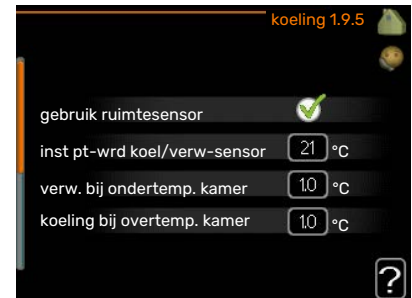 koeling 1.9.5
gebruik ruimtesensor
inst pt-wrd koel/verw-sensor 21 °C
verw. bij ondertemp. kamer 1.0 °C
koeling bij overtemp. kamer 1.0 °C
?